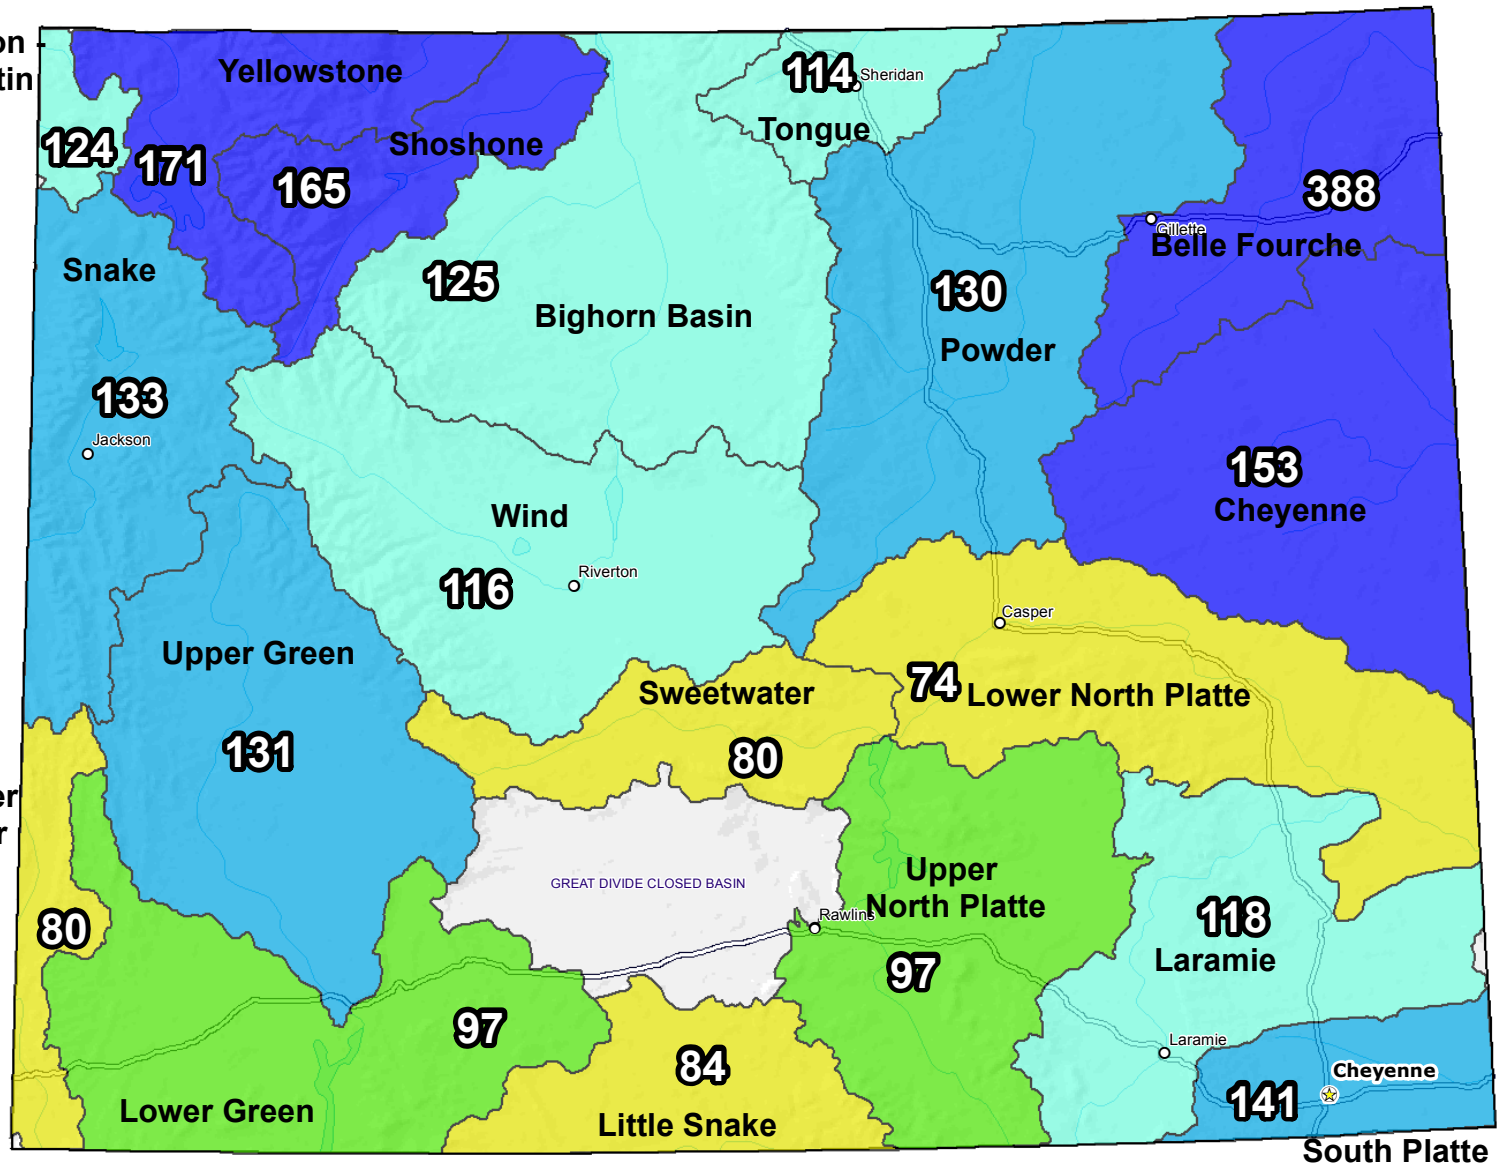 on -
tin
Yellowstone
114
Sheridan
Tongue
124
171
Shoshone
165
388
Gillette
Belle Fourche
Snake
125
130
Bighorn Basin
Powder
133
Jackson
153
Cheyenne
Wind
116
Riverton
Casper
Upper Green
74
Lower North Platte
Sweetwater
131
80
er
r
GREAT DIVIDE CLOSED BASIN
Upper
North Platte
Rawlins
80
118
Laramie
97
97
84
Laramie
Cheyenne
141
Lower Green
Little Snake
South Platte